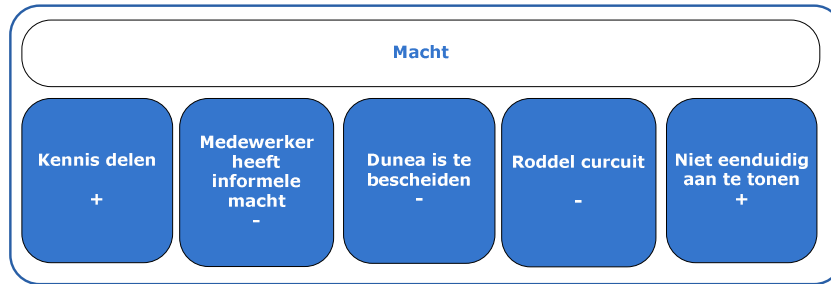 Macht
Kennis delen
+
Medewerker
heeft
informele
macht
-
Dunea is te
bescheiden
-
Roddel curcuit
-
Niet eenduidig
aan te tonen
+